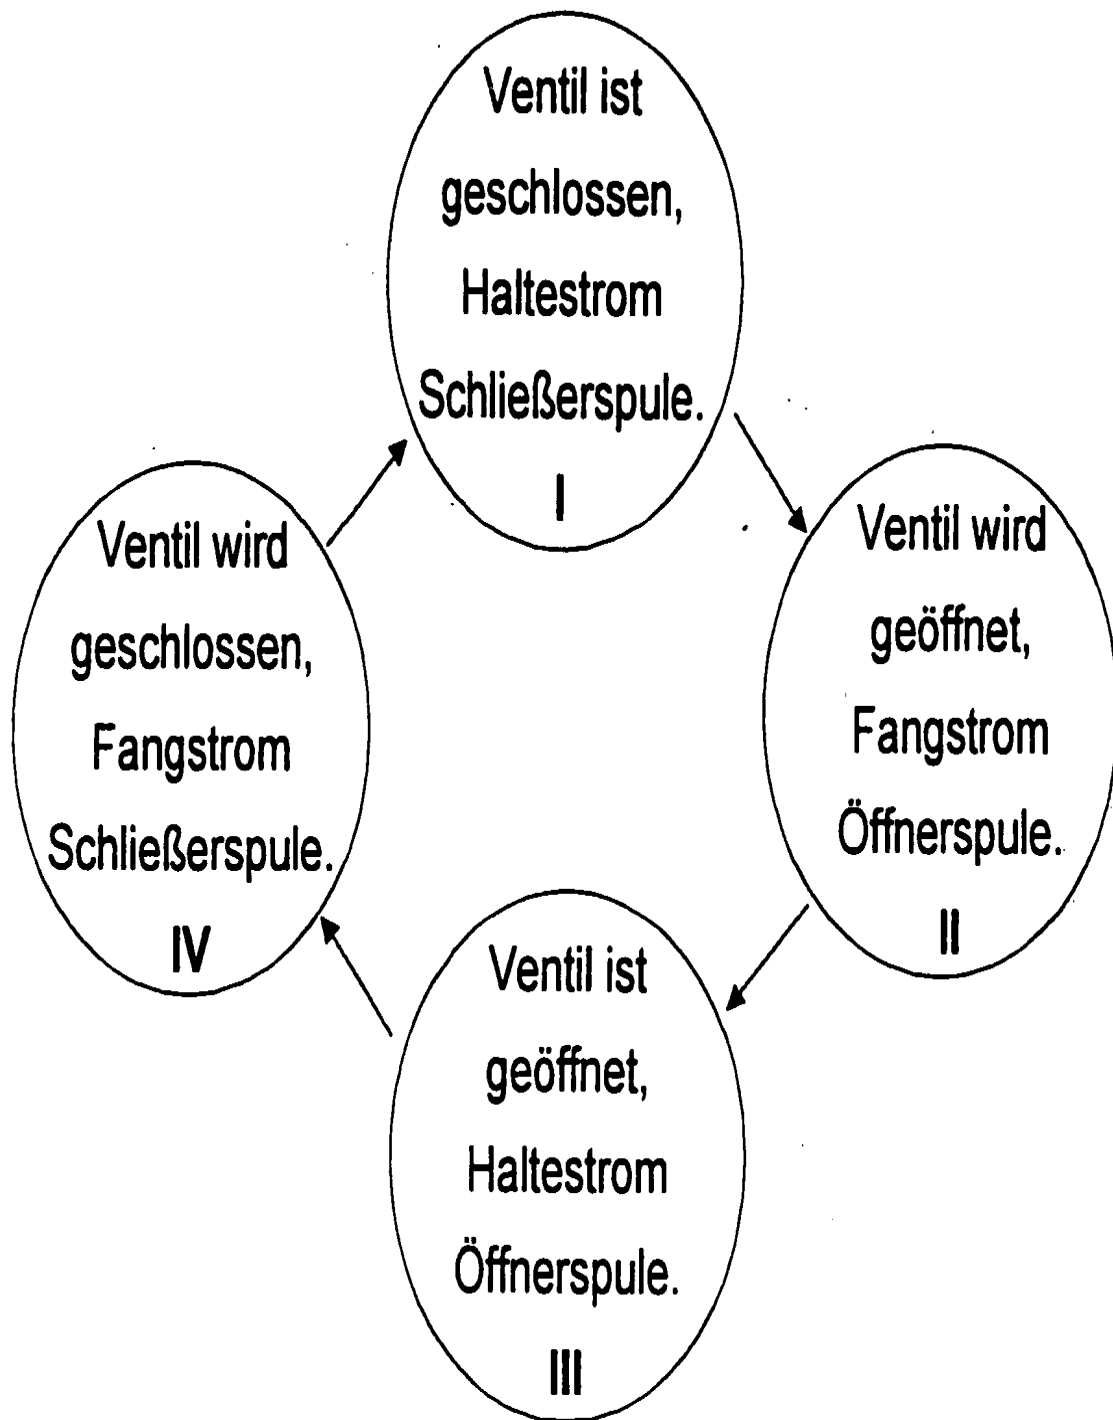 Ventil ist
geschlossen,
Haltestrom
Schließerspule.
I
Ventil wird
geöffnet,
Fangstrom
Öffnerspule.
II
Ventil ist
geöffnet,
Haltestrom
Öffnerspule.
III
Ventil wird
geschlossen,
Fangstrom
Schließerspule.
IV